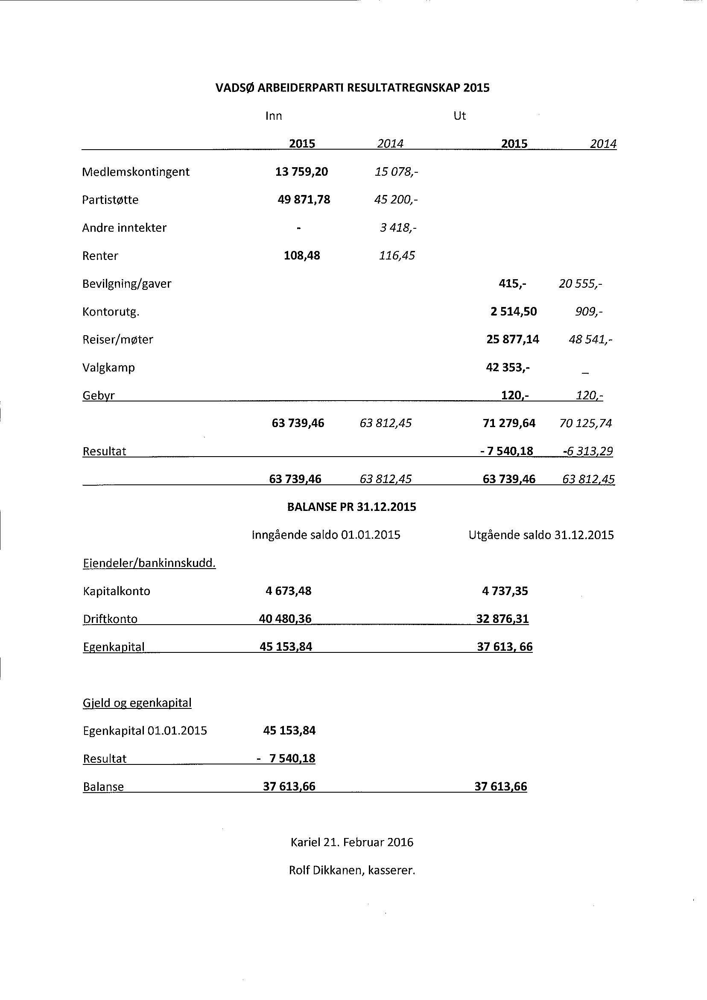 VADSØ ARBEIDERPARTI RESULTATREGNSKAP 2015
Inn Ut
2015 2014 2015 2014
Medlemskontingent 13 759,20 15 078,-
Partistøtte 49 871,78 45 200,-
Andre inntekter - 3 418,-
Renter 108,48 116,45
Bevilgning/gaver 415,- 20 555,-
Kontorutg. 2 514,50 909,-
Reiser/møter 25 877,14 48 541,-
Valgkamp 42 353,- _
Gebyr 120,- 120,-
63 739,46 63 812,45 71 279,64 70 125,74
Resultat - 7 540,18 -6 313,29
63 739,46 63 812,45 63 739,46 63 812,45
BALANSE PR 31.12.2015
Inngående saldo 01.01.2015 Utgående saldo 31.12.2015
Eiendeler/bankinnskudd.
Kapitalkonto 4 673,48 4 737,35
Driftkonto 40 480,36 32 876,31
Egenkapital 45 153,84 37 613, 66
Gjeld og egenkapital
Egenkapital 01.01.2015 45 153,84
Resultat - 7 540,18
Balanse 37 613,66 37 613,66
Kariel 21. Februar 2016
Rolf Dikkanen, kasserer.